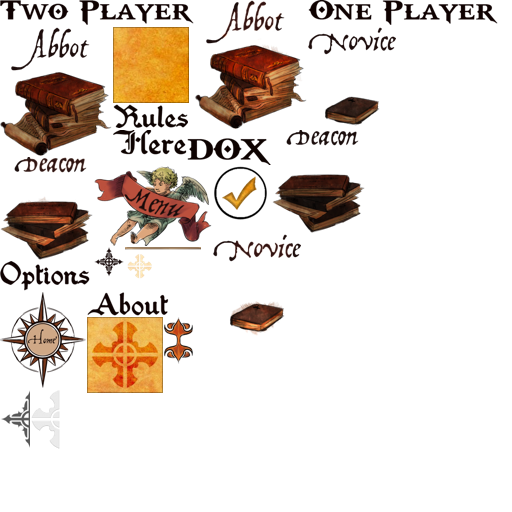 Two Player
Abbot
Abbot
One Player
Novice
Rules
Here
DOX
Deacon
Deacon
Menu
Novice
Options
About
Home